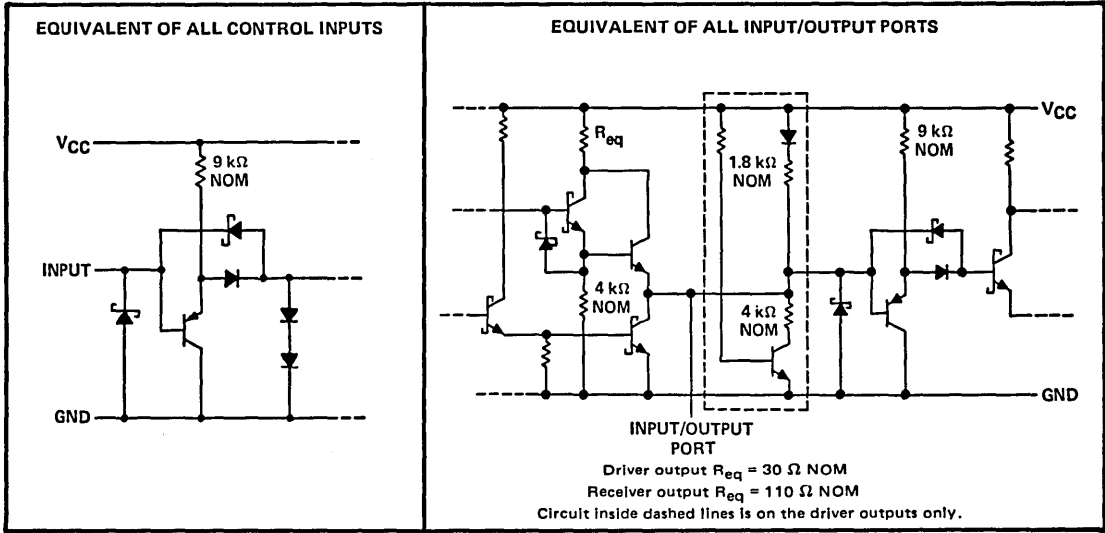 EQUIVALENT OF ALL CONTROL INPUTS
VCC
9 kΩ
NOM
INPUT
GND
EQUIVALENT OF ALL INPUT/OUTPUT PORTS
VCC
Req
1.8 kΩ
NOM
9 kΩ
NOM
4 kΩ
NOM
4 kΩ
NOM
GND
INPUT/OUTPUT
PORT
Driver output Req = 30 Ω NOM
Receiver output Req = 110 Ω NOM
Circuit inside dashed lines is on the driver outputs only.